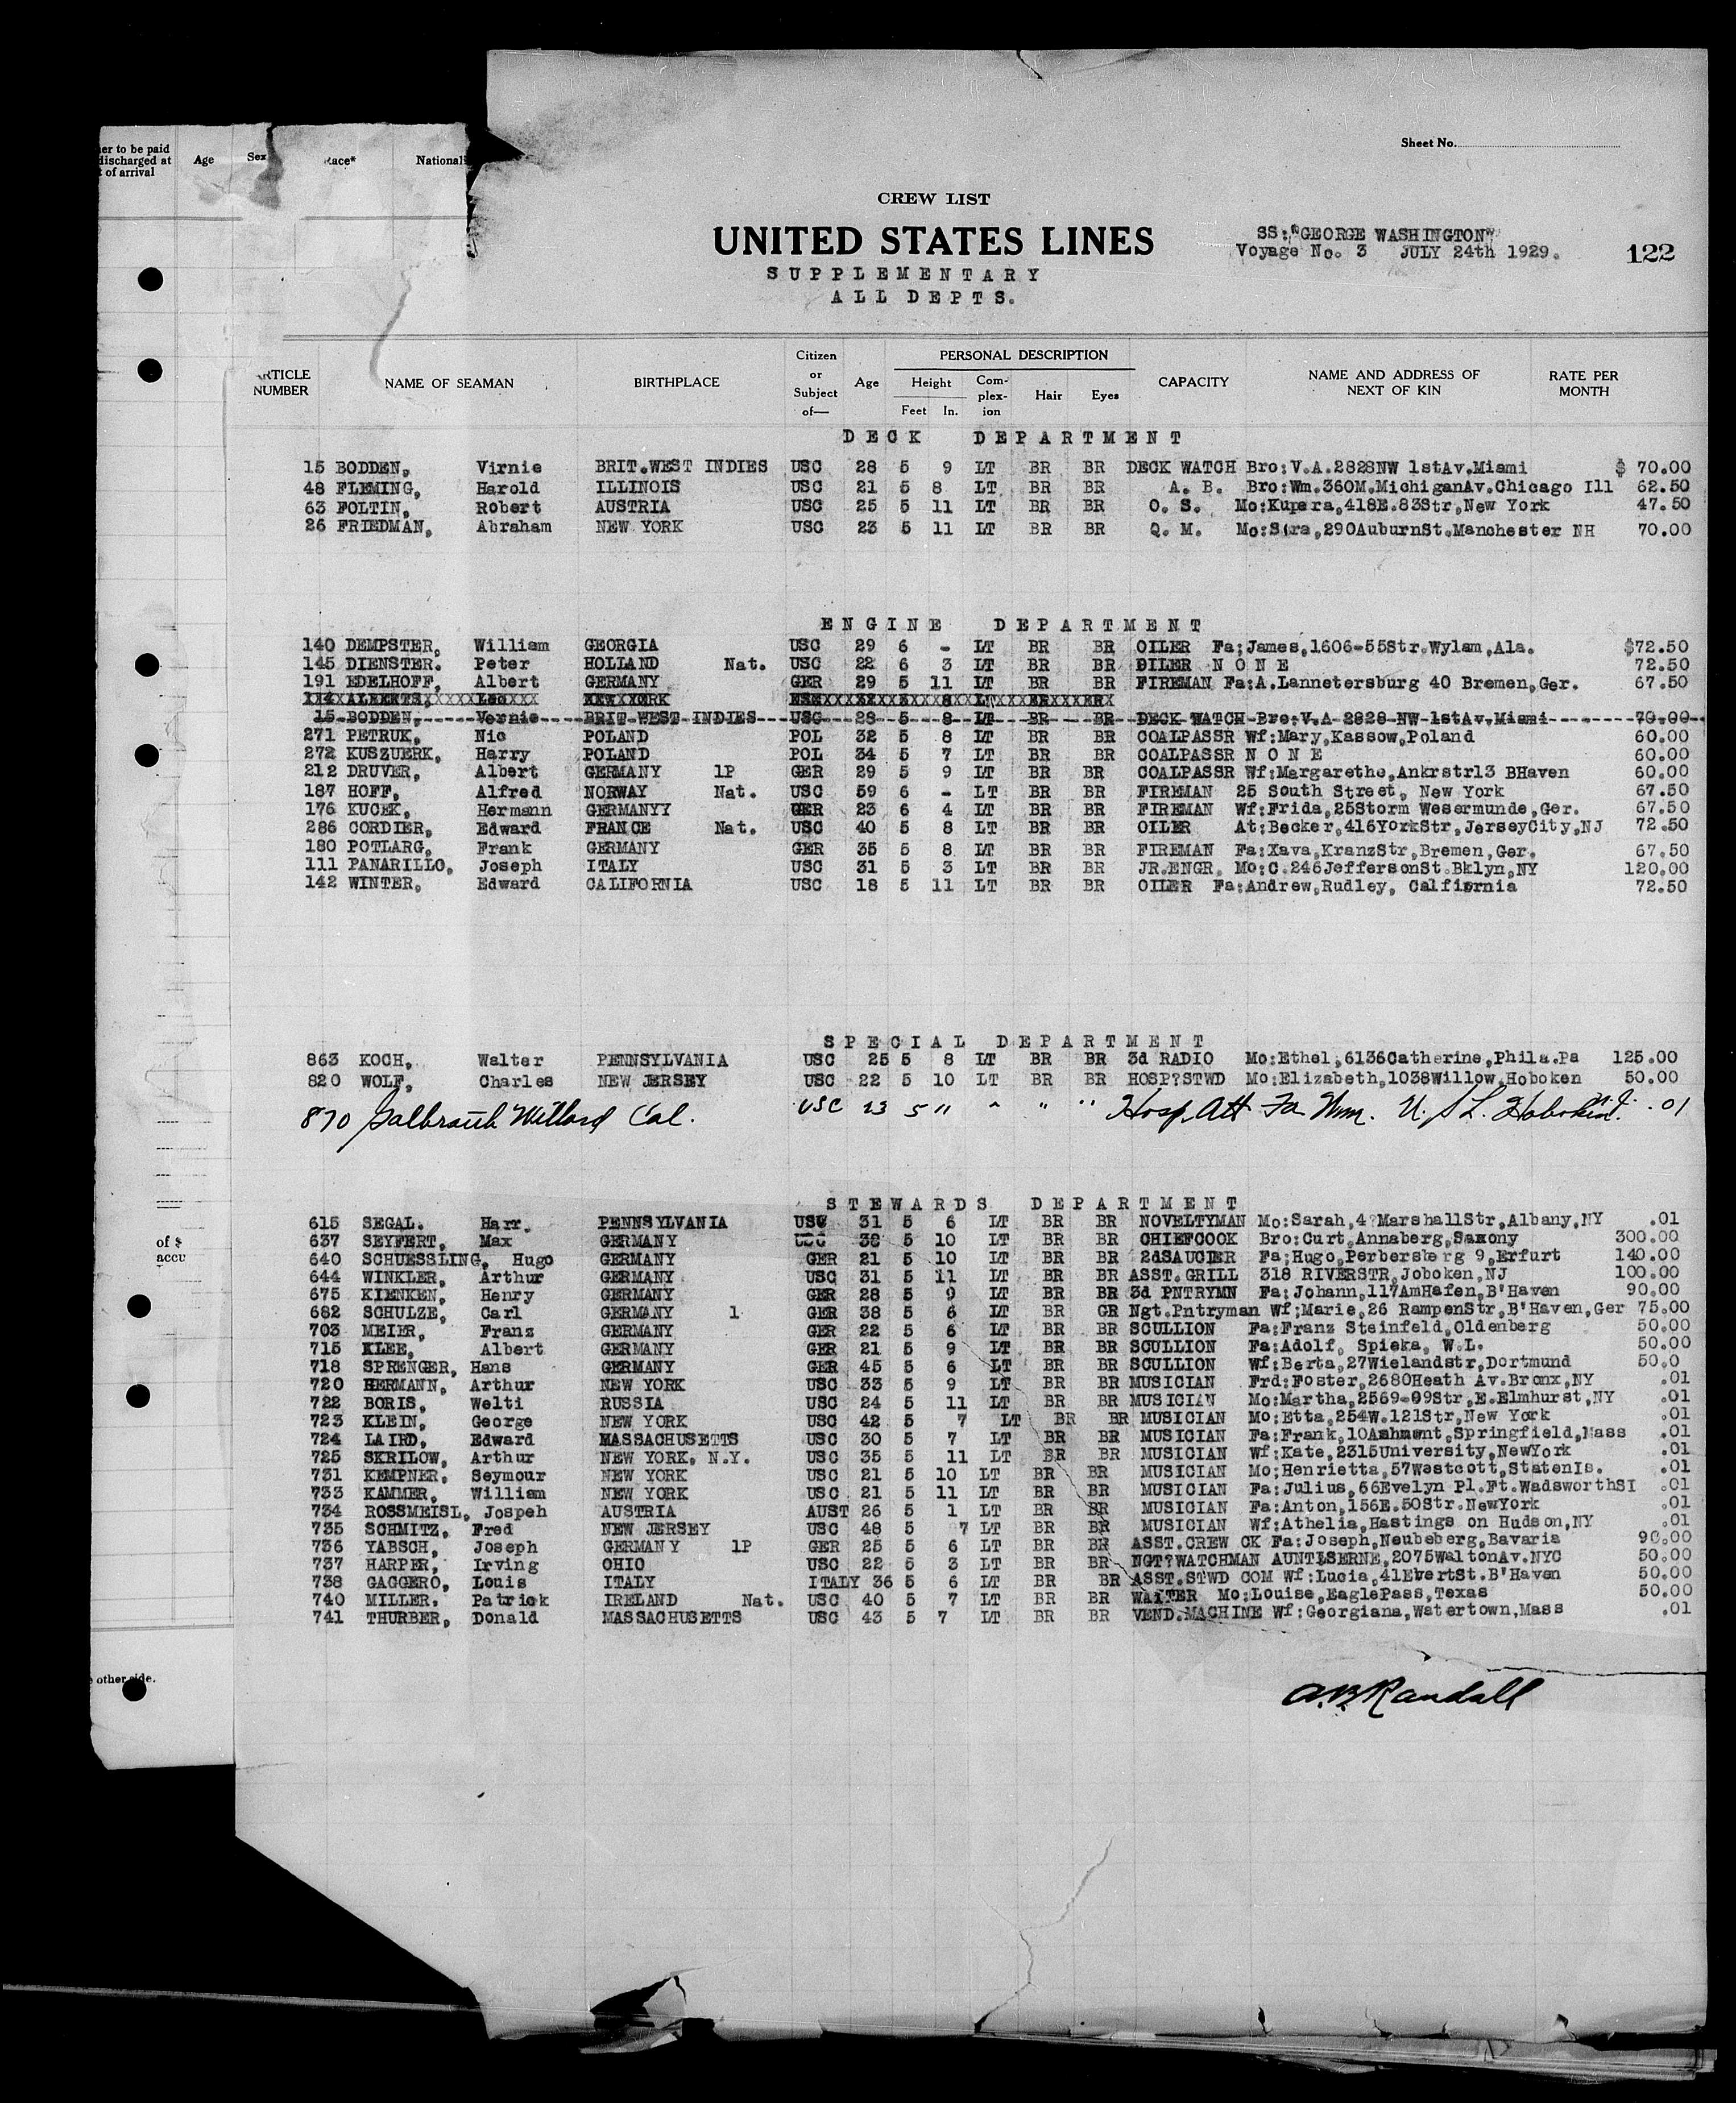 er to be paid
discharged at
t of arrival
Age
Sex
Race*
National
Sheet No.
CREW LIST
UNITED STATES LINES
SS:"GEORGE WASHINGTON"
Voyage No. 3 JULY 24th 1929.
122
SUPPLEMENTARY
ALL DEPTS.
ARTICLE NUMBER NAME OF SEAMAN BIRTHPLACE Citizen or Subject of— Age PERSONAL DESCRIPTION Height Feet In. Com-plex-ion Hair Eyes CAPACITY NAME AND ADDRESS OF NEXT OF KIN RATE PER MONTH
DECK DEPARTMENT
15 BODDEN, Virnie BRIT.WEST INDIES USC 28 5 9 LT BR BR DECK WATCH Bro:V.A.2828NW 1stAv.Miami $ 70.00
48 FLEMING, Harold ILLINOIS USC 21 5 8 LT BR BR A. B. Bro:Wm.360M.MichiganAv.Chicago Ill 62.50
63 FOLTIN, Robert AUSTRIA USC 25 5 11 LT BR BR O. S. Mo:Kupera,418E.83Str,New York 47.50
26 FRIEDMAN, Abraham NEW YORK USC 23 5 11 LT BR BR Q. M. Mo:Sara,290AuburnSt.Manchester NH 70.00
ENGINE DEPARTMENT
140 DEMPSTER, William GEORGIA USC 29 6 - LT BR BR OILER Fa;James,1606-55Str.Wylam,Ala. $72.50
145 DIENSTER. Peter HOLLAND Nat. USC 22 6 3 LT BR BR OILER N O N E 72.50
191 EDELHOFF, Albert GERMANY GER 29 5 11 LT BR BR FIREMAN Fa:A.Lannetersburg 40 Bremen,Ger. 67.50
114 ALBERTS, Leo NEW YORK USC 5 8 LT BR BR
15 BODDEN, Vernie BRIT WEST INDIES USC 28 5 8 LT BR BR DECK WATCH Bro:V.A 2828 NW 1stAv.Miami 70.00
271 PETRUK, Nic POLAND POL 32 5 8 LT BR BR COALPASSR Wf:Mary,Kassow,Poland 60.00
272 KUSZUERK, Harry POLAND POL 34 5 7 LT BR BR COALPASSR N O N E 60.00
212 DRUVER, Albert GERMANY 1P GER 29 5 9 LT BR BR COALPASSR Wf:Margarethe,Ankrstr13 BHaven 60.00
187 HOFF, Alfred NORWAY Nat. USC 59 6 - LT BR BR FIREMAN 25 South Street, New York 67.50
176 KUCEK, Hermann GERMANYY GER 23 6 4 LT BR BR FIREMAN Wf:Frida,25Storm Wesermunde,Ger. 67.50
286 CORDIER, Edward FRANCE Nat. USC 40 5 8 LT BR BR OILER At:Becker,416YorkStr,JerseyCity,NJ 72.50
180 POTLARG, Frank GERMANY GER 35 5 8 LT BR BR FIREMAN Fa:Xava,KranzStr,Bremen,Ger. 67.50
111 PANARILLO, Joseph ITALY USC 31 5 3 LT BR BR JR.ENGR. Mo:C.246JeffersonSt.Bklyn,NY 120.00
142 WINTER, Edward CALIFORNIA USC 18 5 11 LT BR BR OILER Fa:Andrew,Rudley, Calfiornia 72.50
SPECIAL DEPARTMENT
863 KOCH, Walter PENNSYLVANIA USC 25 5 8 LT BR BR 3d RADIO Mo:Ethel,6136Catherine,Phila.Pa 125.00
820 WOLF, Charles NEW JERSEY USC 22 5 10 LT BR BR HOSP?STWD Mo:Elizabeth,1038Willow,Hoboken 50.00
870 Galbraith Willard Cal. USC 23 5 " " " " Hosp Att Fa Wm. U.S.L. Hoboken N.J. .01
STEWARDS DEPARTMENT
615 SEGAL. Harr. PENNSYLVANIA USC 31 5 6 LT BR BR NOVELTYMAN Mo:Sarah,4?MarshallStr,Albany,NY .01
637 SEYFERT, Max GERMANY USC 38 5 10 LT BR BR CHIEFCOOK Bro:Curt,Annaberg,Saxony 300.00
640 SCHUESSLING, Hugo GERMANY GER 21 5 10 LT BR BR 2dSAUCIER Fa;Hugo,Perbersberg 9,Erfurt 140.00
644 WINKLER, Arthur GERMANY USC 31 5 11 LT BR BR ASST.GRILL 318 RIVERSTR,Joboken,NJ 100.00
675 KIENKEN, Henry GERMANY GER 28 5 9 LT BR BR 3d PNTRYMN Fa:Johann,117AmHafen,B'Haven 90.00
682 SCHULZE, Carl GERMANY 1 GER 38 5 6 LT BR GR Ngt.Pntryman Wf;Marie,26 RampenStr,B'Haven,Ger 75.00
703 MEIER, Franz GERMANY GER 22 5 6 LT BR BR SCULLION Fa:Franz Steinfeld,Oldenberg 50.00
715 KLEE, Albert GERMANY GER 21 5 9 LT BR BR SCULLION Fa:Adolf, Spieka, W.L. 50.00
718 SPRENGER, Hans GERMANY GER 45 5 6 LT BR BR SCULLION Wf:Berta,27Wielandstr,Dortmund 50.0
720 HERMANN, Arthur NEW YORK USC 33 5 9 LT BR BR MUSICIAN Frd:Foster,2680Heath Av.Bronx,NY .01
722 BORIS, Welti RUSSIA USC 24 5 11 LT BR BR MUSICIAN Mo:Martha,2569-99Str,E.Elmhurst,NY .01
723 KLEIN, George NEW YORK USC 42 5 7 LT BR BR MUSICIAN Mo:Etta,254W.121Str,New York .01
724 LAIRD, Edward MASSACHUSETTS USC 30 5 7 LT BR BR MUSICIAN Fa:Frank,10Ashmont,Springfield,Mass .01
725 SKRILOW, Arthur NEW YORK, N.Y. USC 35 5 11 LT BR BR MUSICIAN Wf:Kate,2315University,NewYork .01
731 KEMPNER, Seymour NEW YORK USC 21 5 10 LT BR BR MUSICIAN Mo;Henrietta,57Westcott,StatenIs. .01
733 KAMMER, William NEW YORK USC 21 5 11 LT BR BR MUSICIAN Fa:Julius,66Evelyn Pl.Ft.WadsworthSI .01
734 ROSSMEISL, Jospeh AUSTRIA AUST 26 5 1 LT BR BR MUSICIAN Fa:Anton,156E.50Str.NewYork .01
735 SCHMITZ, Fred NEW JERSEY USC 48 5 7 LT BR BR MUSICIAN Wf:Athelia,Hastings on Hudson,NY .01
736 YABSCH, Joseph GERMANY 1P GER 25 5 6 LT BR BR ASST.CREW CK Fa:Joseph,Neubeberg,Bavaria 90.00
737 HARPER, Irving OHIO USC 22 5 3 LT BR BR NGT?WATCHMAN AUNT:SERNE,2075WaltonAv.NYC 50.00
738 GAGGERO, Louis ITALY ITALY 36 5 6 LT BR BR ASST.STWD COM Wf:Lucia,41EbertSt.B'Haven 50.00
740 MILLER. Patrick IRELAND Nat. USC 40 5 7 LT BR BR WAITER Mo:Louise,EaglePass,Texas 50.00
741 THURBER, Donald MASSACHUSETTS USC 43 5 7 LT BR BR VEND.MACHINE Wf:Georgiana,Watertown,Mass .01
of $
accu
e other side.
A.B.Randall